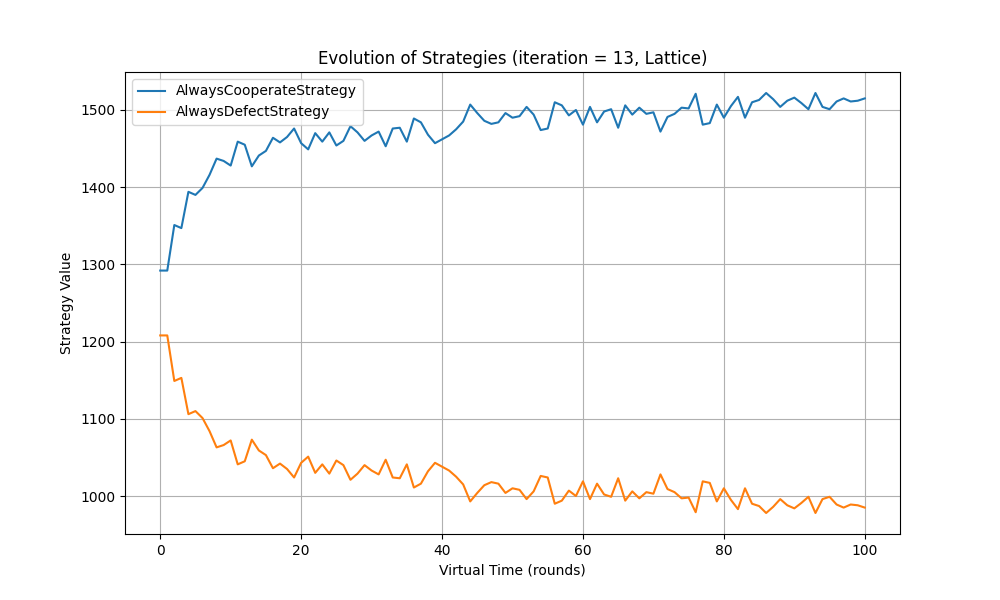 Evolution of Strategies (iteration = 13, Lattice)
AlwaysCooperateStrategy
AlwaysDefectStrategy
Strategy Value
1500
1400
1300
1200
1100
1000
0 20 40 60 80 100
Virtual Time (rounds)